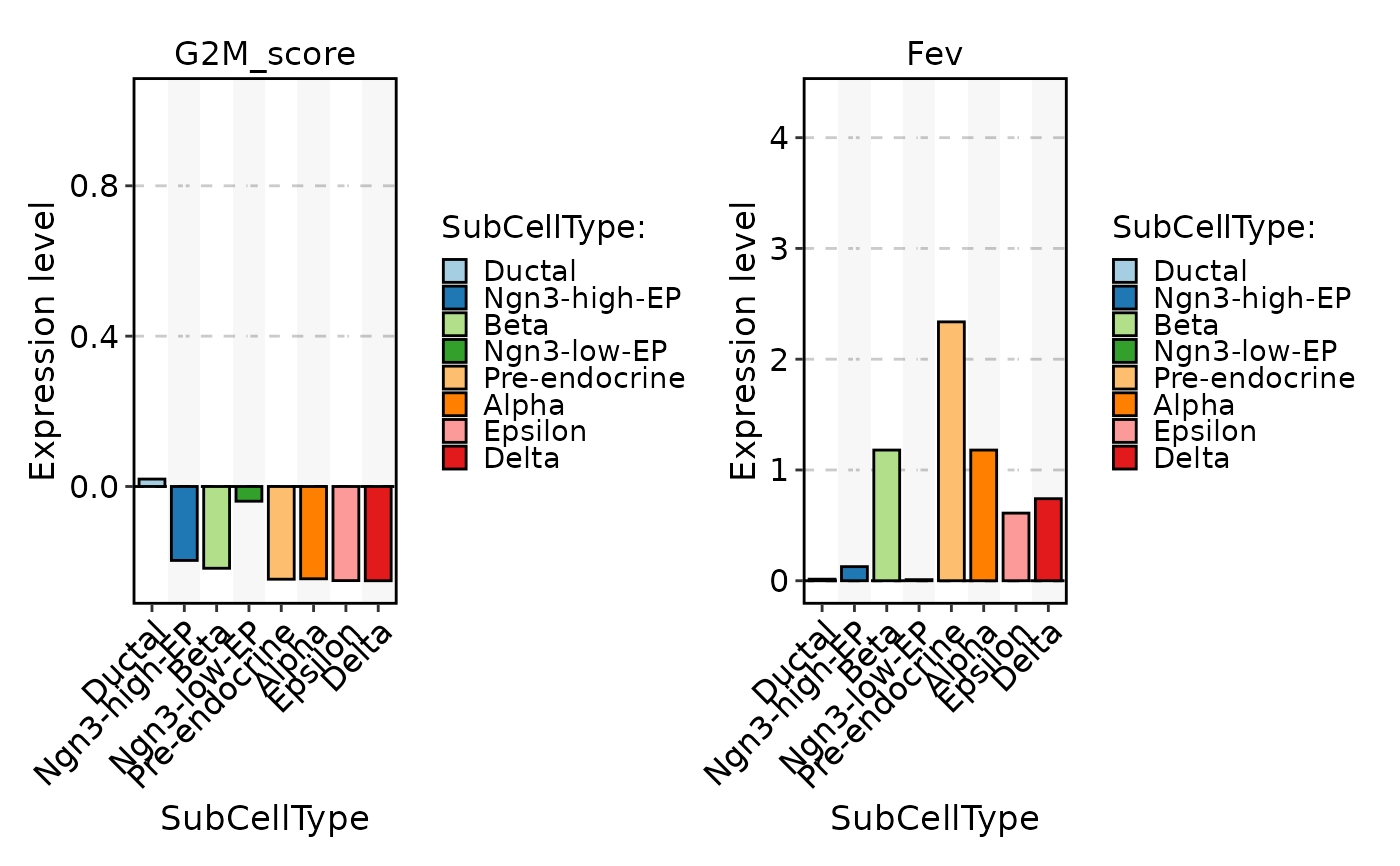 G2M_score
Expression level
0.8
0.4
0.0
Ductal
Ngn3-high-EP
Beta
Ngn3-low-EP
Pre-endocrine
Alpha
Epsilon
Delta
SubCellType
SubCellType:
Ductal
Ngn3-high-EP
Beta
Ngn3-low-EP
Pre-endocrine
Alpha
Epsilon
Delta
Fev
Expression level
4
3
2
1
0
Ductal
Ngn3-high-EP
Beta
Ngn3-low-EP
Pre-endocrine
Alpha
Epsilon
Delta
SubCellType
SubCellType:
Ductal
Ngn3-high-EP
Beta
Ngn3-low-EP
Pre-endocrine
Alpha
Epsilon
Delta